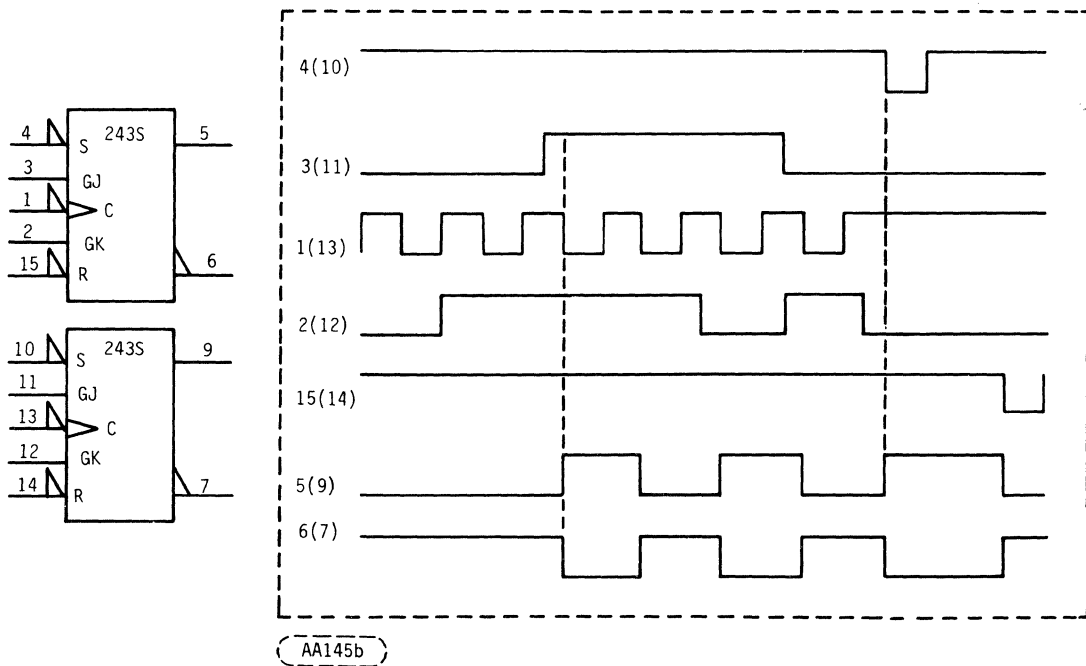 4 S 243S 5
3 GJ
1 C
2 GK
15 R 6
10 S 243S 9
11 GJ
13 C
12 GK
14 R 7
4(10)
3(11)
1(13)
2(12)
15(14)
5(9)
6(7)
AA145b